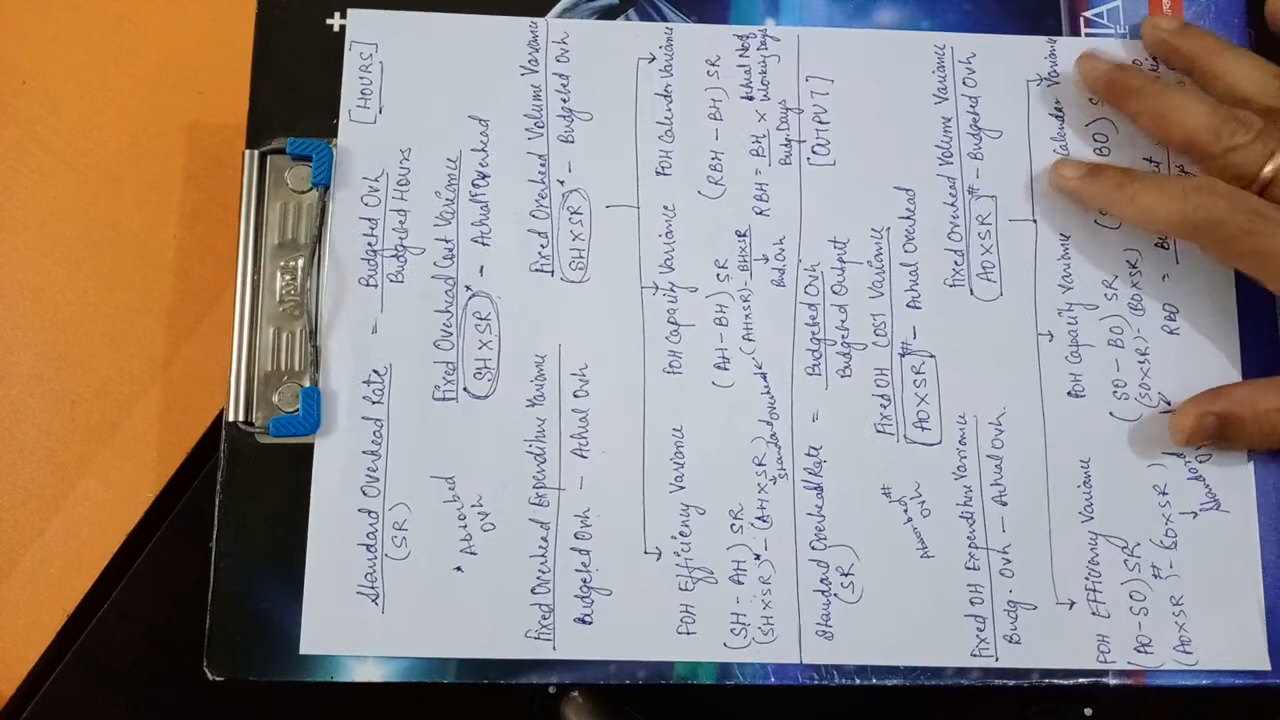 [HOURS]
Standard Overhead Rate = Budgeted Ovh
(SR) Budgeted Hours
Fixed Overhead Cost Variance
* Absorbed Ovh
(SH X SR)* - Actual F Overhead
Fixed Overhead Expenditure Variance
Budgeted Ovh - Actual Ovh
Fixed Overhead Volume Variance
(SH X SR)* - Budgeted Ovh
FOH Efficiency Variance
(SH - AH) SR
(SH X SR)* - (AH X SR)
Standard overhead
FOH Capacity Variance
(AH - BH) SR
(AH X SR) - BH X SR
Bud. Ovh
FOH Calender Variance
(RBH - BH) SR
RBH = BH X Actual No of Working Days
Budg. Days
[OUTPUT]
Standard Overhead Rate = Budgeted Ovh
(SR) Budgeted Output
Fixed OH COST Variance
Absorbed# Ovh
(AO X SR)# - Actual Overhead
Fixed OH Expenditure Variance
Budg. Ovh - Actual Ovh.
Fixed Overhead Volume Variance
(AO X SR)# - Budgeted Ovh
FOH Efficiency Variance
(AO - SO) SR
(AO X SR)# - (SO X SR)
Standard
FOH Capacity Variance
(SO - BO) SR
(SO X SR) - (BO X SR)
Calender Variance
BO)
RBO =
TATA